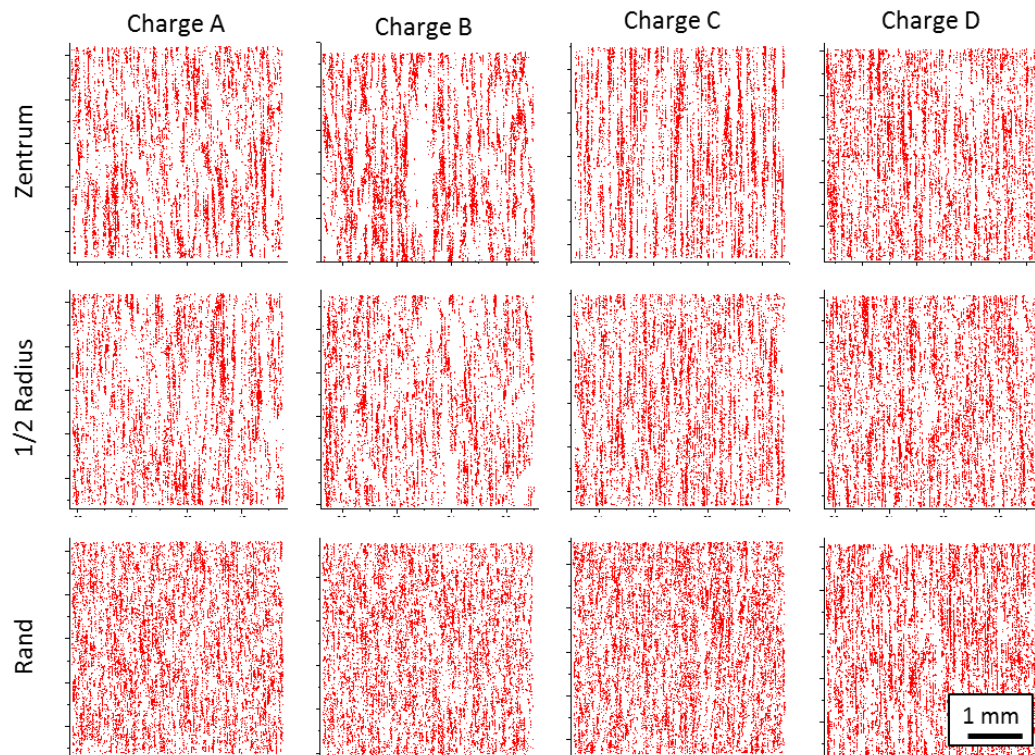 Charge A
Charge B
Charge C
Charge D
Zentrum
1/2 Radius
Rand
1 mm